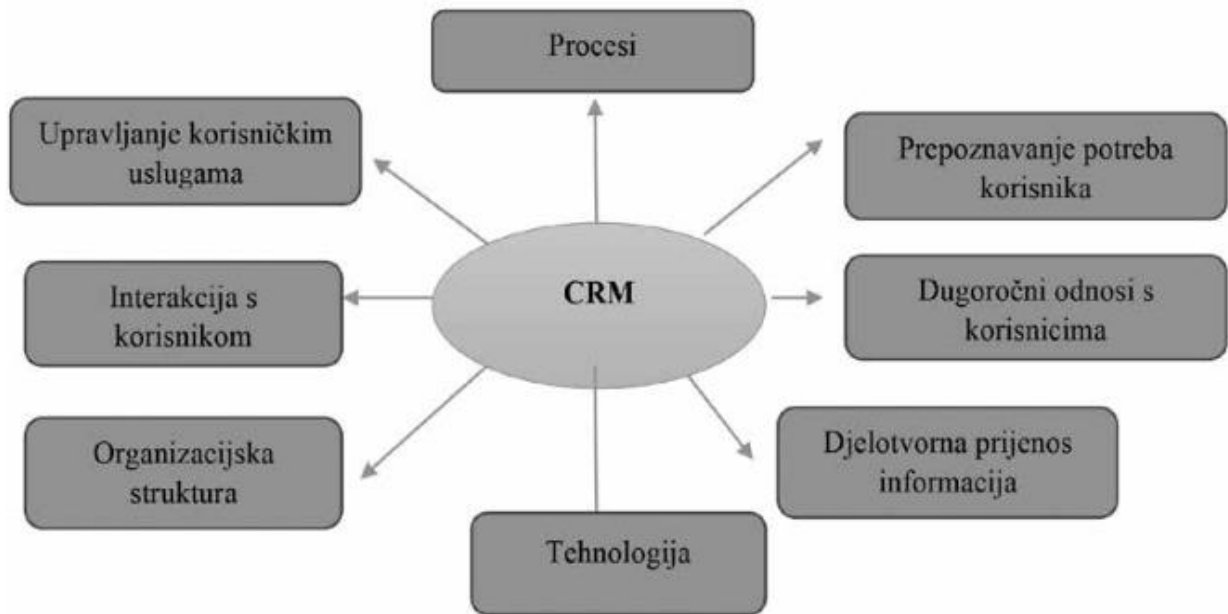 Procesi
Upravljanje korisničkim
uslugama
Prepoznavanje potreba
korisnika
CRM
Interakcija s
korisnikom
Dugoročni odnosi s
korisnicima
Organizacijska
struktura
Djelotvorna prijenos
informacija
Tehnologija